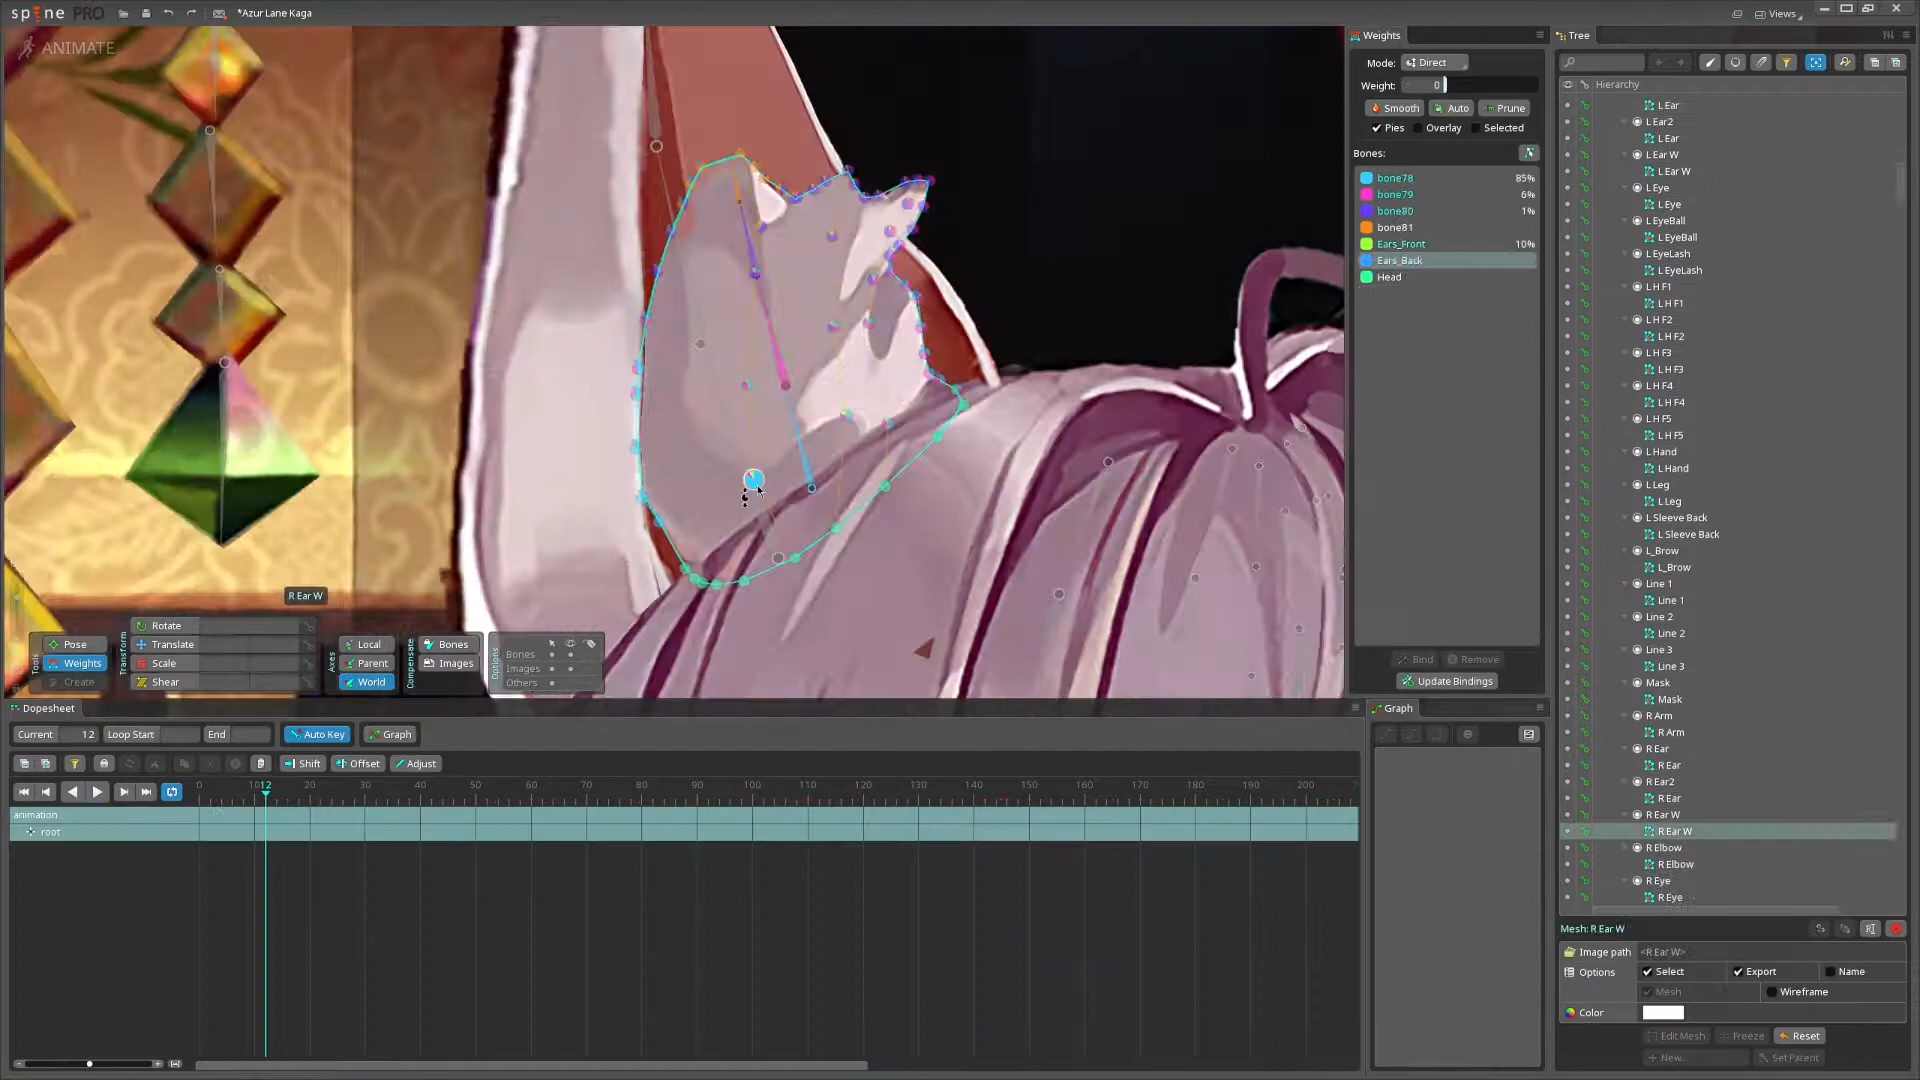 spine PRO
*Azur Lane Kaga
Views
ANIMATE
R Ear W
Tools
Pose
Weights
Create
Transform
Rotate
Translate
Scale
Shear
Axes
Local
Parent
World
Compensate
Bones
Images
Options
Bones
Images
Others
Weights
Mode:
Direct
Weight:
0
Smooth
Auto
Prune
Pies
Overlay
Selected
Bones:
bone78 85%
bone79 6%
bone80 1%
bone81
Ears_Front 10%
Ears_Back
Head
Bind
Remove
Update Bindings
Tree
Hierarchy
L Ear
L Ear2
L Ear
L Ear W
L Ear W
L Eye
L Eye
L EyeBall
L EyeBall
L EyeLash
L EyeLash
L H F1
L H F1
L H F2
L H F2
L H F3
L H F3
L H F4
L H F4
L H F5
L H F5
L Hand
L Hand
L Leg
L Leg
L Sleeve Back
L Sleeve Back
L_Brow
L_Brow
Line 1
Line 1
Line 2
Line 2
Line 3
Line 3
Mask
Mask
R Arm
R Arm
R Ear
R Ear
R Ear2
R Ear
R Ear W
R Ear W
R Elbow
R Elbow
R Eye
R Eye
Mesh: R Ear W
Image path
<R Ear W>
Options
Select
Export
Name
Mesh
Wireframe
Color
Edit Mesh
Freeze
Reset
New...
Set Parent
Dopesheet
Current 12
Loop Start
End
Auto Key
Graph
Shift
Offset
Adjust
0 10 12 20 30 40 50 60 70 80 90 100 110 120 130 140 150 160 170 180 190 200
animation
root
Graph